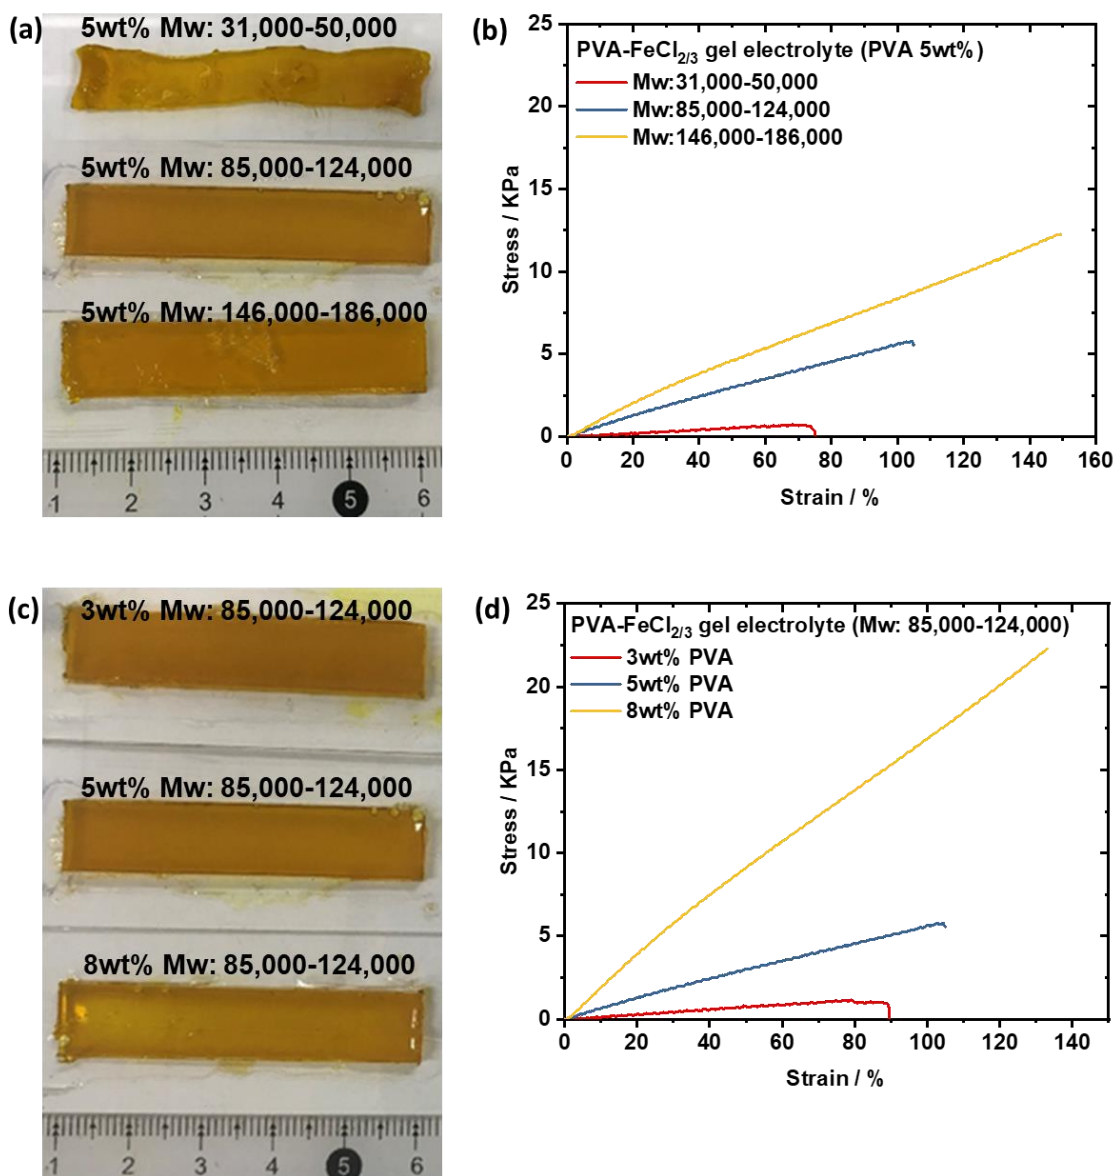 (a)
5wt% Mw: 31,000-50,000
5wt% Mw: 85,000-124,000
5wt% Mw: 146,000-186,000
1 2 3 4 5 6
(b)
PVA-FeCl2/3 gel electrolyte (PVA 5wt%)
Mw:31,000-50,000
Mw:85,000-124,000
Mw:146,000-186,000
Stress / KPa
25
20
15
10
5
0
0 20 40 60 80 100 120 140 160
Strain / %
(c)
3wt% Mw: 85,000-124,000
5wt% Mw: 85,000-124,000
8wt% Mw: 85,000-124,000
1 2 3 4 5 6
(d)
PVA-FeCl2/3 gel electrolyte (Mw: 85,000-124,000)
3wt% PVA
5wt% PVA
8wt% PVA
Stress / KPa
25
20
15
10
5
0
0 20 40 60 80 100 120 140
Strain / %